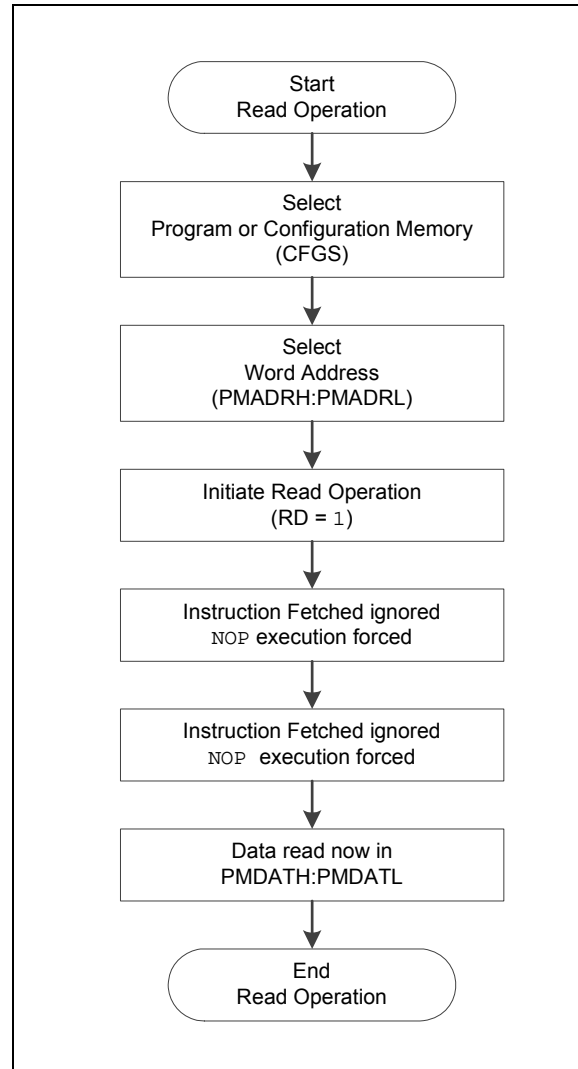 Start
Read Operation
Select
Program or Configuration Memory
(CFGS)
Select
Word Address
(PMADRH:PMADRL)
Initiate Read Operation
(RD = 1)
Instruction Fetched ignored
NOP execution forced
Instruction Fetched ignored
NOP execution forced
Data read now in
PMDATH:PMDATL
End
Read Operation